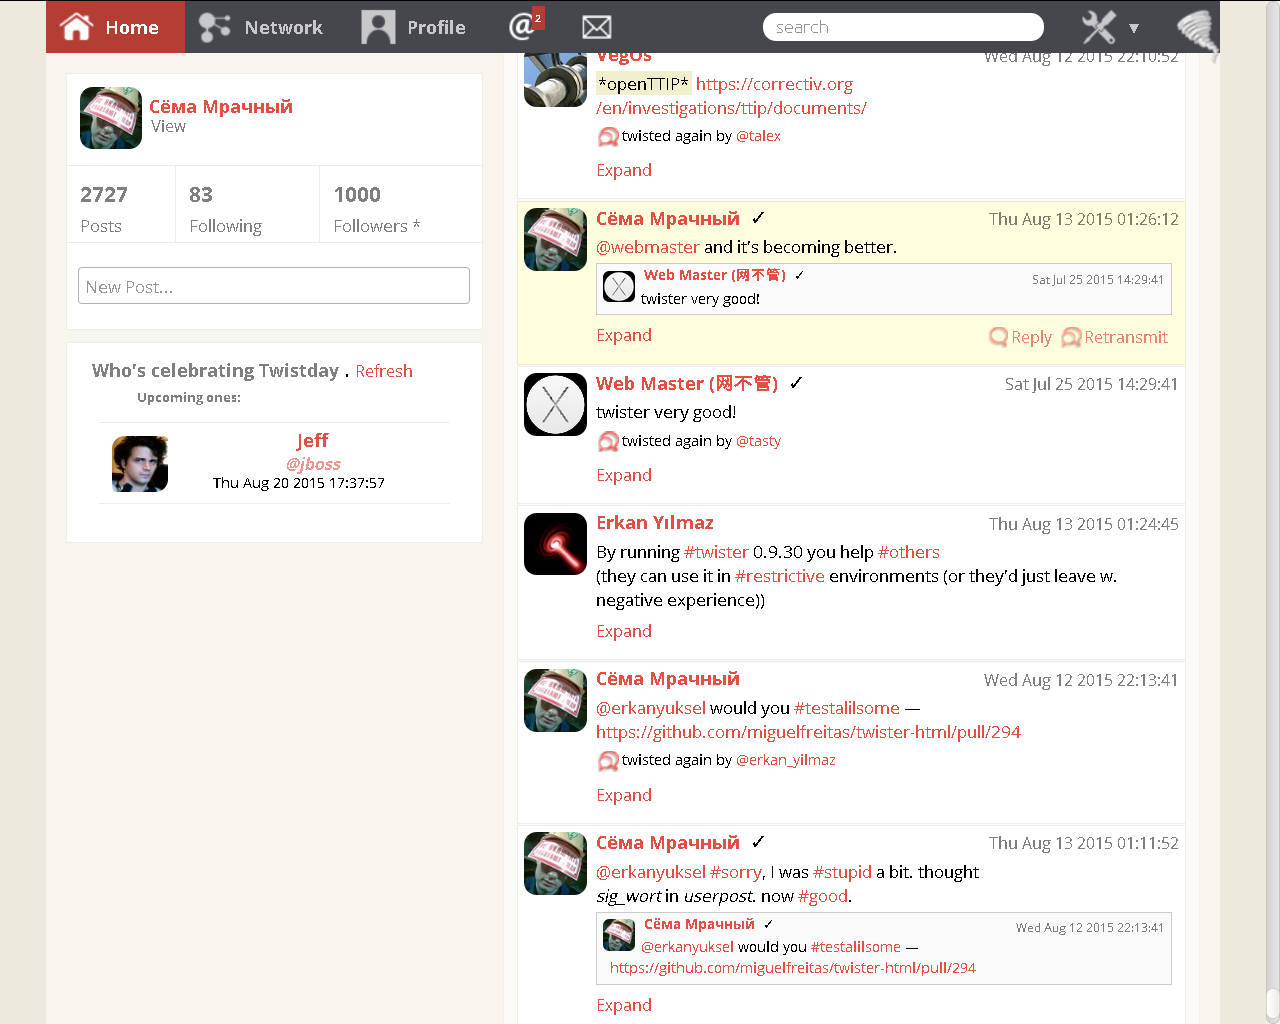 Home
Network
Profile
@ 2
search
▼
Сёма Мрачный
View
2727
Posts
83
Following
1000
Followers *
New Post...
Who's celebrating Twistday . Refresh
Upcoming ones:
Jeff
@jboss
Thu Aug 20 2015 17:37:57
VegOs
Wed Aug 12 2015 22:10:52
*openTTIP* https://correctiv.org
/en/investigations/ttip/documents/
twisted again by @talex
Expand
Сёма Мрачный ✓
Thu Aug 13 2015 01:26:12
@webmaster and it's becoming better.
Web Master (网不管) ✓
Sat Jul 25 2015 14:29:41
twister very good!
Expand
Reply
Retransmit
Web Master (网不管) ✓
Sat Jul 25 2015 14:29:41
twister very good!
twisted again by @tasty
Expand
Erkan Yılmaz
Thu Aug 13 2015 01:24:45
By running #twister 0.9.30 you help #others
(they can use it in #restrictive environments (or they'd just leave w.
negative experience))
Expand
Сёма Мрачный
Wed Aug 12 2015 22:13:41
@erkanyuksel would you #testalilsome —
https://github.com/miguelfreitas/twister-html/pull/294
twisted again by @erkan_yilmaz
Expand
Сёма Мрачный ✓
Thu Aug 13 2015 01:11:52
@erkanyuksel #sorry, I was #stupid a bit. thought
sig_wort in userpost. now #good.
Сёма Мрачный ✓
Wed Aug 12 2015 22:13:41
@erkanyuksel would you #testalilsome —
https://github.com/miguelfreitas/twister-html/pull/294
Expand